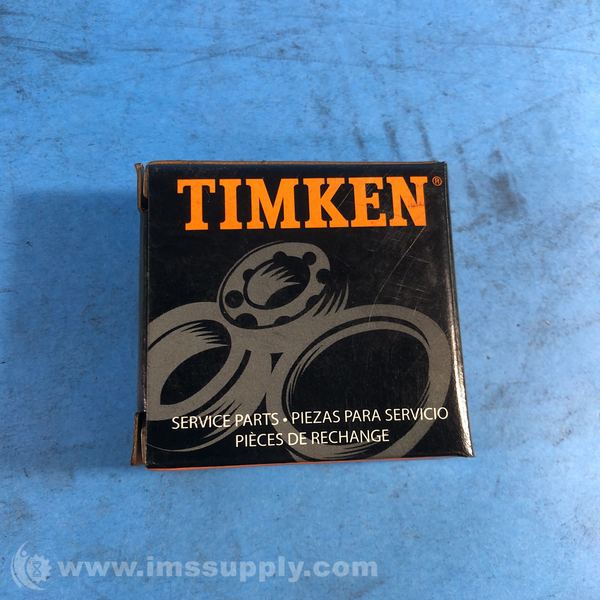 TIMKEN®
SERVICE PARTS • PIEZAS PARA SERVICIO
PIÈCES DE RECHANGE
www.imssupply.com